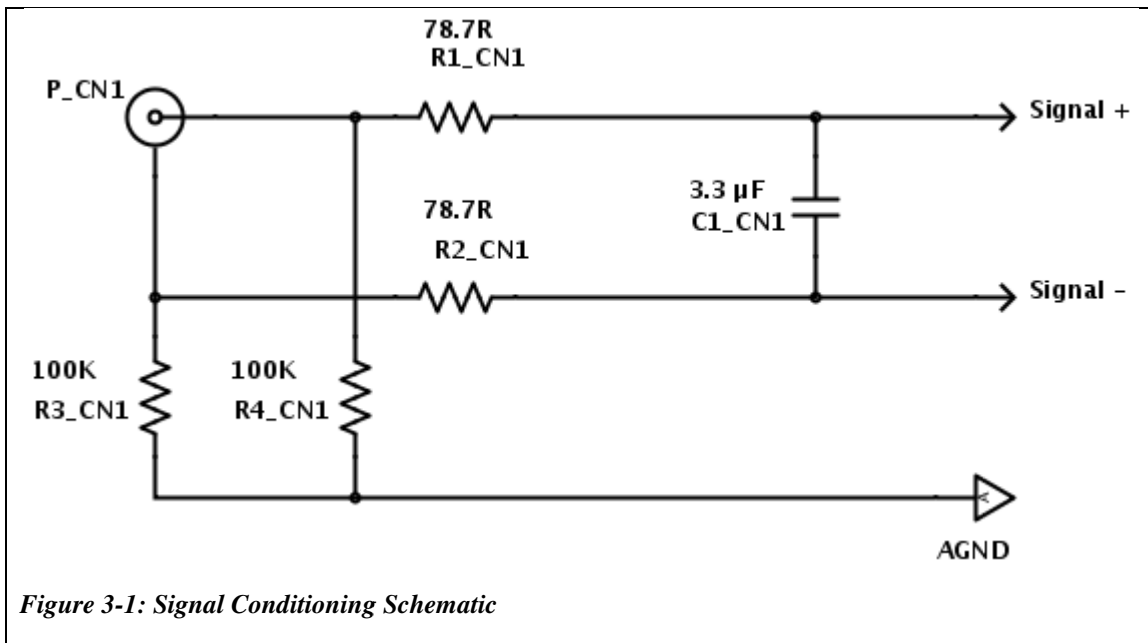 78.7R
R1_CN1
P_CN1
Signal +
3.3 µF
C1_CN1
78.7R
R2_CN1
Signal –
100K
R3_CN1
100K
R4_CN1
A
AGND
Figure 3-1: Signal Conditioning Schematic